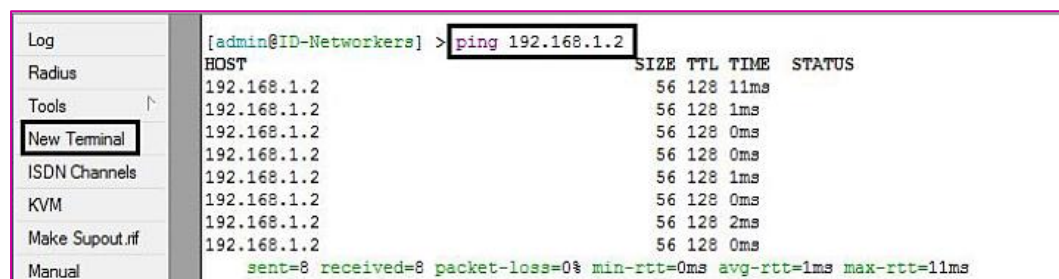 Log
Radius
Tools
New Terminal
ISDN Channels
KVM
Make Supout.rif
Manual
[admin@ID-Networkers] > ping 192.168.1.2
HOST SIZE TTL TIME STATUS
192.168.1.2 56 128 11ms
192.168.1.2 56 128 1ms
192.168.1.2 56 128 0ms
192.168.1.2 56 128 0ms
192.168.1.2 56 128 1ms
192.168.1.2 56 128 0ms
192.168.1.2 56 128 2ms
192.168.1.2 56 128 0ms
sent=8 received=8 packet-loss=0% min-rtt=0ms avg-rtt=1ms max-rtt=11ms